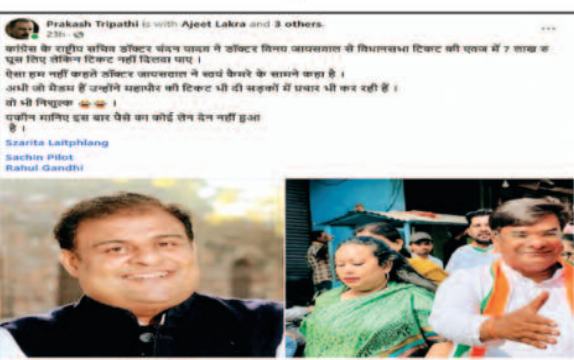 Prakash Tripathi is with Ajeet Lakra and 3 others.
23h
कांग्रेस के राष्ट्रीय सचिव डॉक्टर चंदन यादव ने डॉक्टर विनय जायसवाल से विधानसभा टिकट की एवज में 7 लाख रु
घूस लिए लेकिन टिकट नहीं दिलवा पाए ।
ऐसा हम नहीं कहते डॉक्टर जायसवाल ने स्वयं कैमरे के सामने कहा है ।
अभी जो मैडम हैं उन्होंने महापौर की टिकट भी दी सड़कों में प्रचार भी कर रही हैं ।
वो भी निशुल्क 😂 😂 ।
यकीन मानिए इस बार पैसे का कोई लेन देन नहीं हुआ
है ।
Szarita Laitphlang
Sachin Pilot
Rahul Gandhi